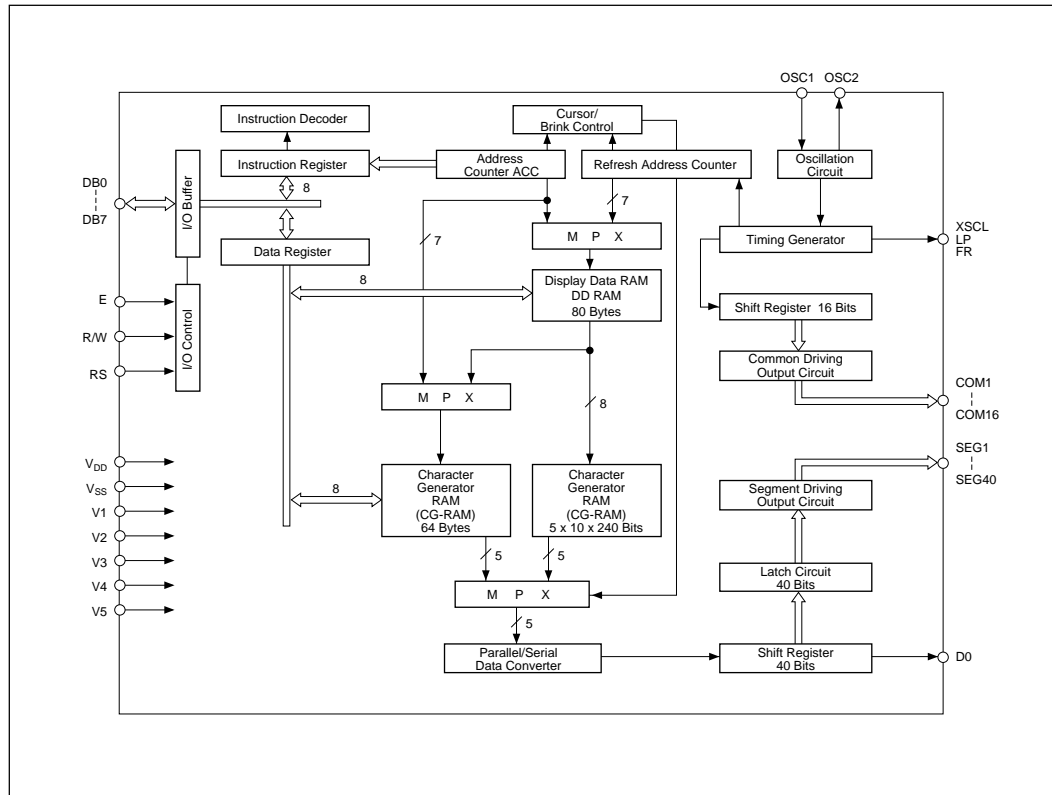 OSC1 OSC2
Instruction Decoder
Cursor/
Brink Control
Instruction Register
Address
Counter ACC
Refresh Address Counter
Oscillation
Circuit
DB0
DB7
I/O Buffer
8
7
7
M P X
Timing Generator
XSCL
LP
FR
Data Register
8
Display Data RAM
DD RAM
80 Bytes
E
R/W
RS
I/O Control
Shift Register 16 Bits
Common Driving
Output Circuit
COM1
COM16
M P X
8
VDD
VSS
V1
V2
V3
V4
V5
8
Character
Generator
RAM
(CG-RAM)
64 Bytes
Character
Generator
RAM
(CG-RAM)
5 x 10 x 240 Bits
SEG1
SEG40
Segment Driving
Output Circuit
5
5
M P X
Latch Circuit
40 Bits
5
Parallel/Serial
Data Converter
Shift Register
40 Bits
D0